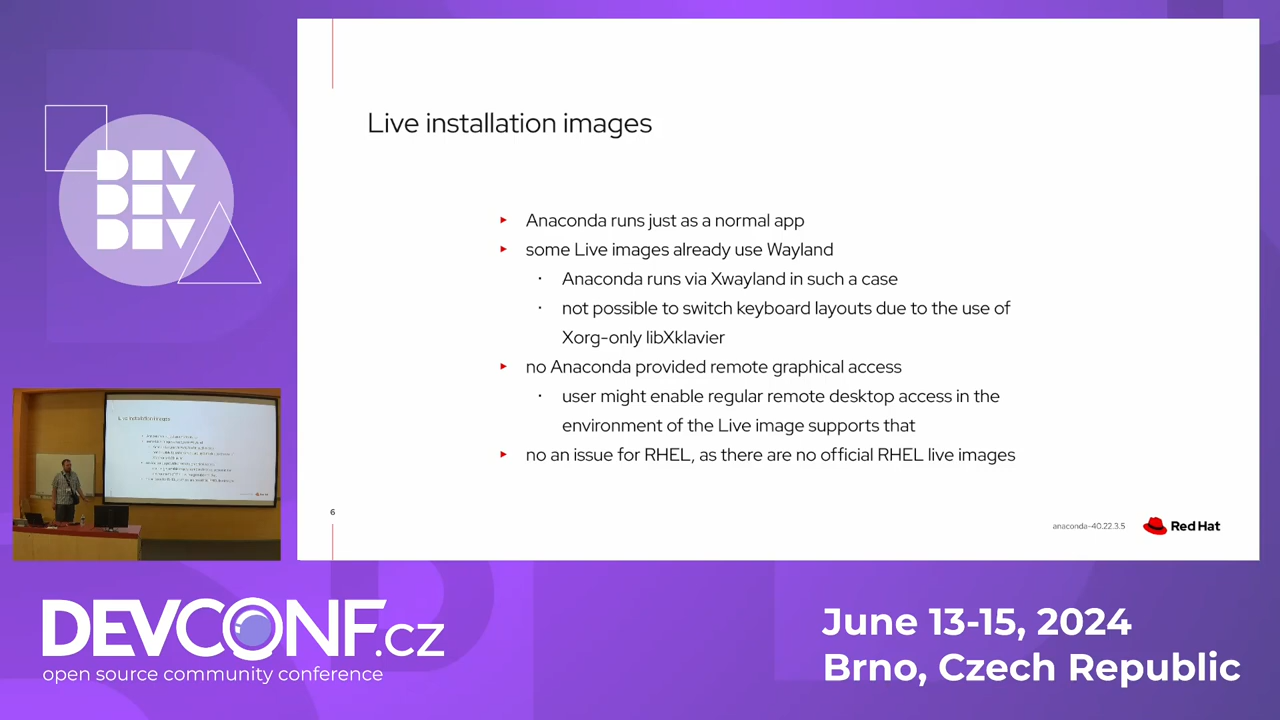 DEV
DEV
DEV
Live installation images
Anaconda runs just as a normal app
some Live images already use Wayland
Anaconda runs via Xwayland in such a case
not possible to switch keyboard layouts due to the use of
Xorg-only libXklavier
no Anaconda provided remote graphical access
user might enable regular remote desktop access in the
environment of the Live image supports that
no an issue for RHEL, as there are no official RHEL live images
6
anaconda-40.22.3.5
Red Hat
Live installation images
DEVCONF.cz
open source community conference
June 13-15, 2024
Brno, Czech Republic